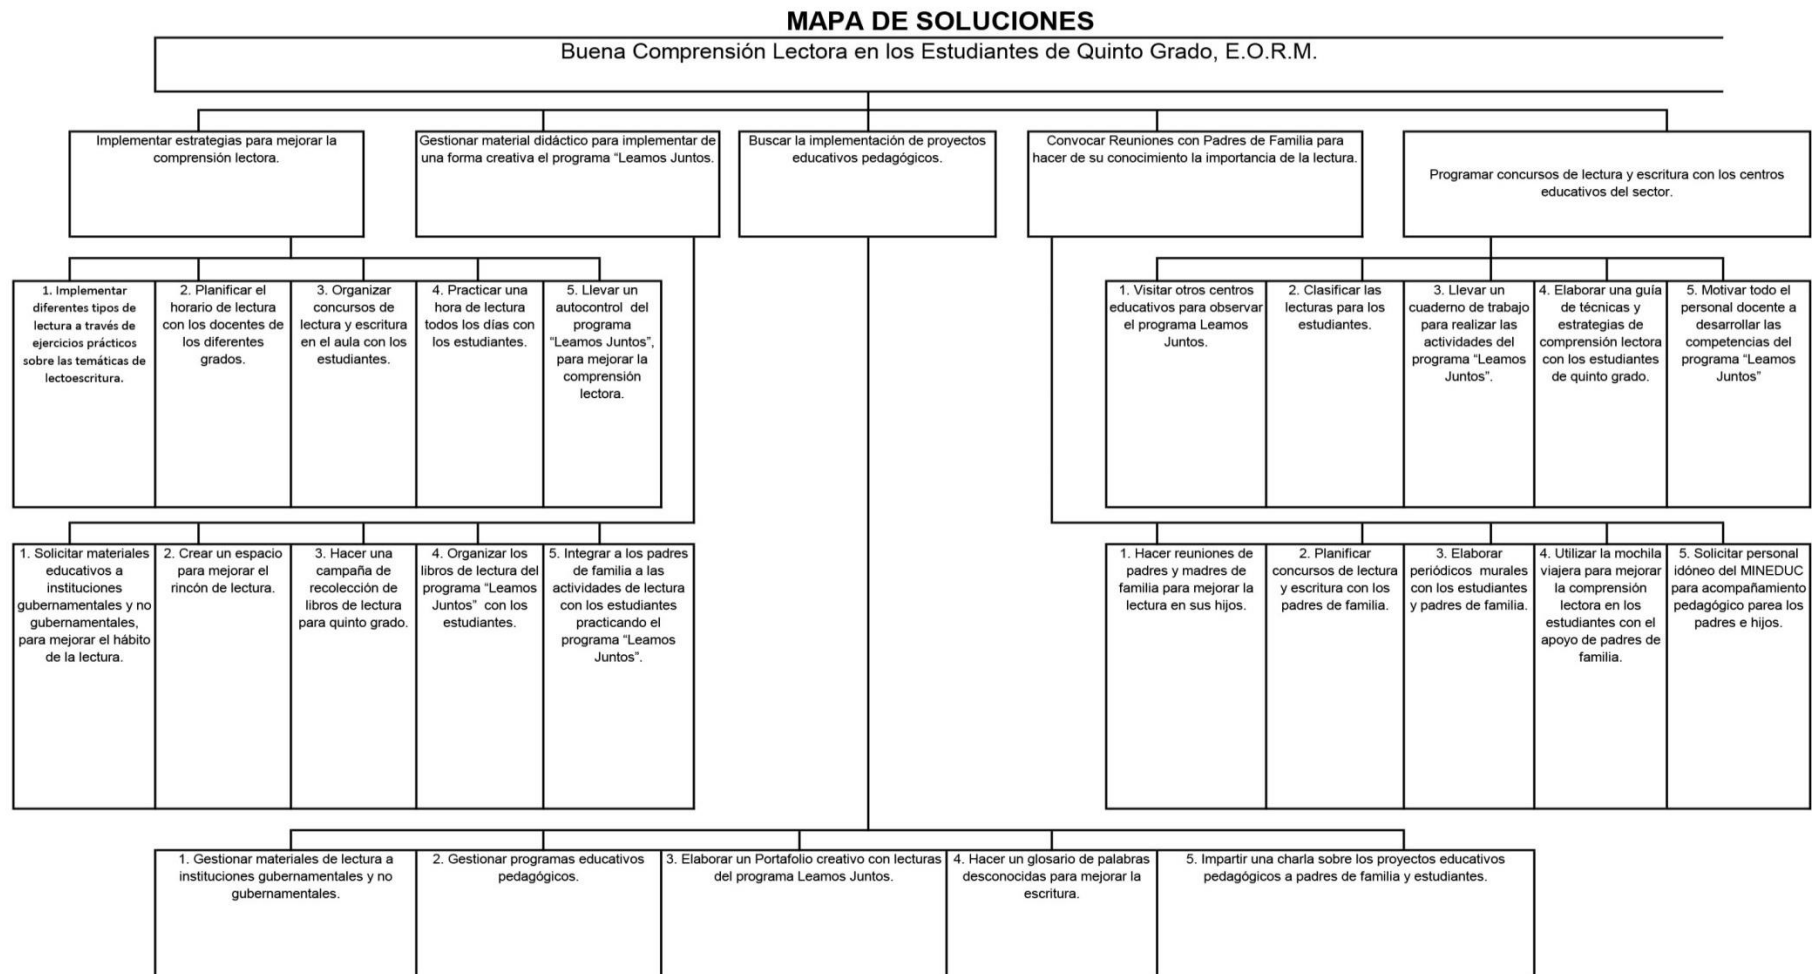 MAPA DE SOLUCIONES
Buena Comprensión Lectora en los Estudiantes de Quinto Grado, E.O.R.M.
Implementar estrategias para mejorar la
comprensión lectora.
Gestionar material didáctico para implementar de
una forma creativa el programa “Leamos Juntos.
Buscar la implementación de proyectos
educativos pedagógicos.
Convocar Reuniones con Padres de Familia para
hacer de su conocimiento la importancia de la lectura.
Programar concursos de lectura y escritura con los centros
educativos del sector.
1. Implementar
diferentes tipos de
lectura a través de
ejercicios prácticos
sobre las temáticas de
lectoescritura.
2. Planificar el
horario de lectura
con los docentes de
los diferentes
grados.
3. Organizar
concursos de
lectura y escritura
en el aula con los
estudiantes.
4. Practicar una
hora de lectura
todos los días con
los estudiantes.
5. Llevar un
autocontrol del
programa
“Leamos Juntos”,
para mejorar la
comprensión
lectora.
1. Visitar otros centros
educativos para observar
el programa Leamos
Juntos.
2. Clasificar las
lecturas para los
estudiantes.
3. Llevar un
cuaderno de trabajo
para realizar las
actividades del
programa “Leamos
Juntos”.
4. Elaborar una guía
de técnicas y
estrategias de
comprensión lectora
con los estudiantes
de quinto grado.
5. Motivar todo el
personal docente a
desarrollar las
competencias del
programa “Leamos
Juntos”
1. Solicitar materiales
educativos a
instituciones
gubernamentales y no
gubernamentales,
para mejorar el hábito
de la lectura.
2. Crear un espacio
para mejorar el
rincón de lectura.
3. Hacer una
campaña de
recolección de
libros de lectura
para quinto grado.
4. Organizar los
libros de lectura del
programa “Leamos
Juntos” con los
estudiantes.
5. Integrar a los padres
de familia a las
actividades de lectura
con los estudiantes
practicando el
programa “Leamos
Juntos”.
1. Hacer reuniones de
padres y madres de
familia para mejorar la
lectura en sus hijos.
2. Planificar
concursos de lectura
y escritura con los
padres de familia.
3. Elaborar
periódicos murales
con los estudiantes
y padres de familia.
4. Utilizar la mochila
viajera para mejorar
la comprensión
lectora en los
estudiantes con el
apoyo de padres de
familia.
5. Solicitar personal
idóneo del MINEDUC
para acompañamiento
pedagógico parea los
padres e hijos.
1. Gestionar materiales de lectura a
instituciones gubernamentales y no
gubernamentales.
2. Gestionar programas educativos
pedagógicos.
3. Elaborar un Portafolio creativo con lecturas
del programa Leamos Juntos.
4. Hacer un glosario de palabras
desconocidas para mejorar la
escritura.
5. Impartir una charla sobre los proyectos educativos
pedagógicos a padres de familia y estudiantes.